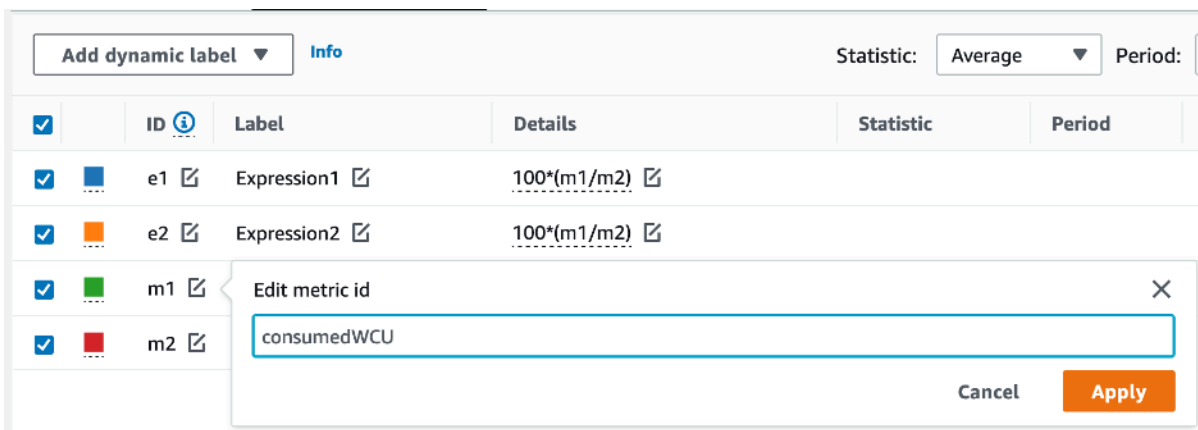 Add dynamic label ▼ Info Statistic: Average ▼ Period:
ID Label Details Statistic Period
e1 Expression1 100*(m1/m2)
e2 Expression2 100*(m1/m2)
m1 Edit metric id
consumedWCU
m2
Cancel Apply